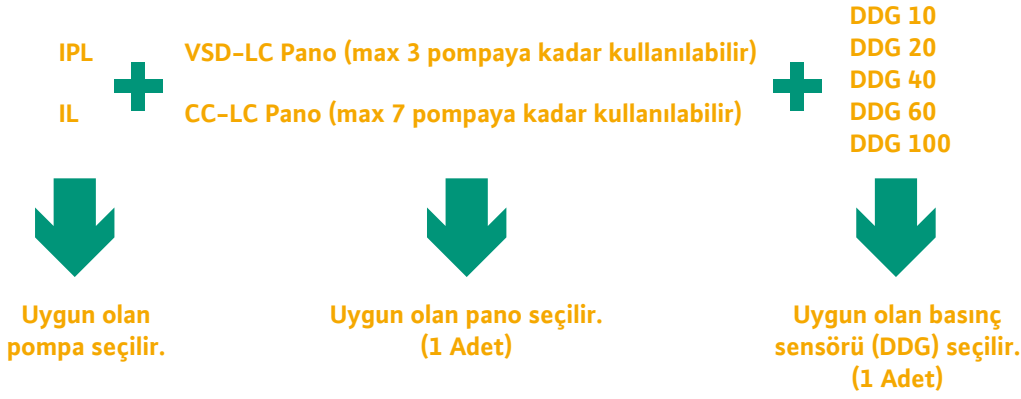 IPL
IL
VSD-LC Pano (max 3 pompaya kadar kullanılabilir)
CC-LC Pano (max 7 pompaya kadar kullanılabilir)
DDG 10
DDG 20
DDG 40
DDG 60
DDG 100
Uygun olan
pompa seçilir.
Uygun olan pano seçilir.
(1 Adet)
Uygun olan basınç
sensörü (DDG) seçilir.
(1 Adet)